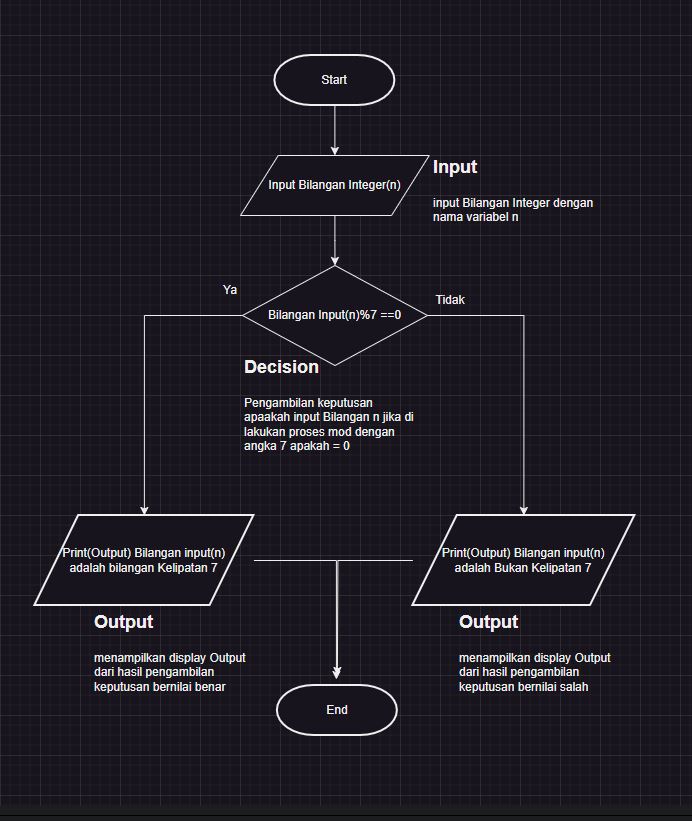 Start
Input Bilangan Integer(n)
Input
input Bilangan Integer dengan
nama variabel n
Ya
Tidak
Bilangan Input(n)%7 ==0
Decision
Pengambilan keputusan
apaakah input Bilangan n jika di
lakukan proses mod dengan
angka 7 apakah = 0
Print(Output) Bilangan input(n)
adalah bilangan Kelipatan 7
Print(Output) Bilangan input(n)
adalah Bukan Kelipatan 7
Output
menampilkan display Output
dari hasil pengambilan
keputusan bernilai benar
Output
menampilkan display Output
dari hasil pengambilan
keputusan bernilai salah
End